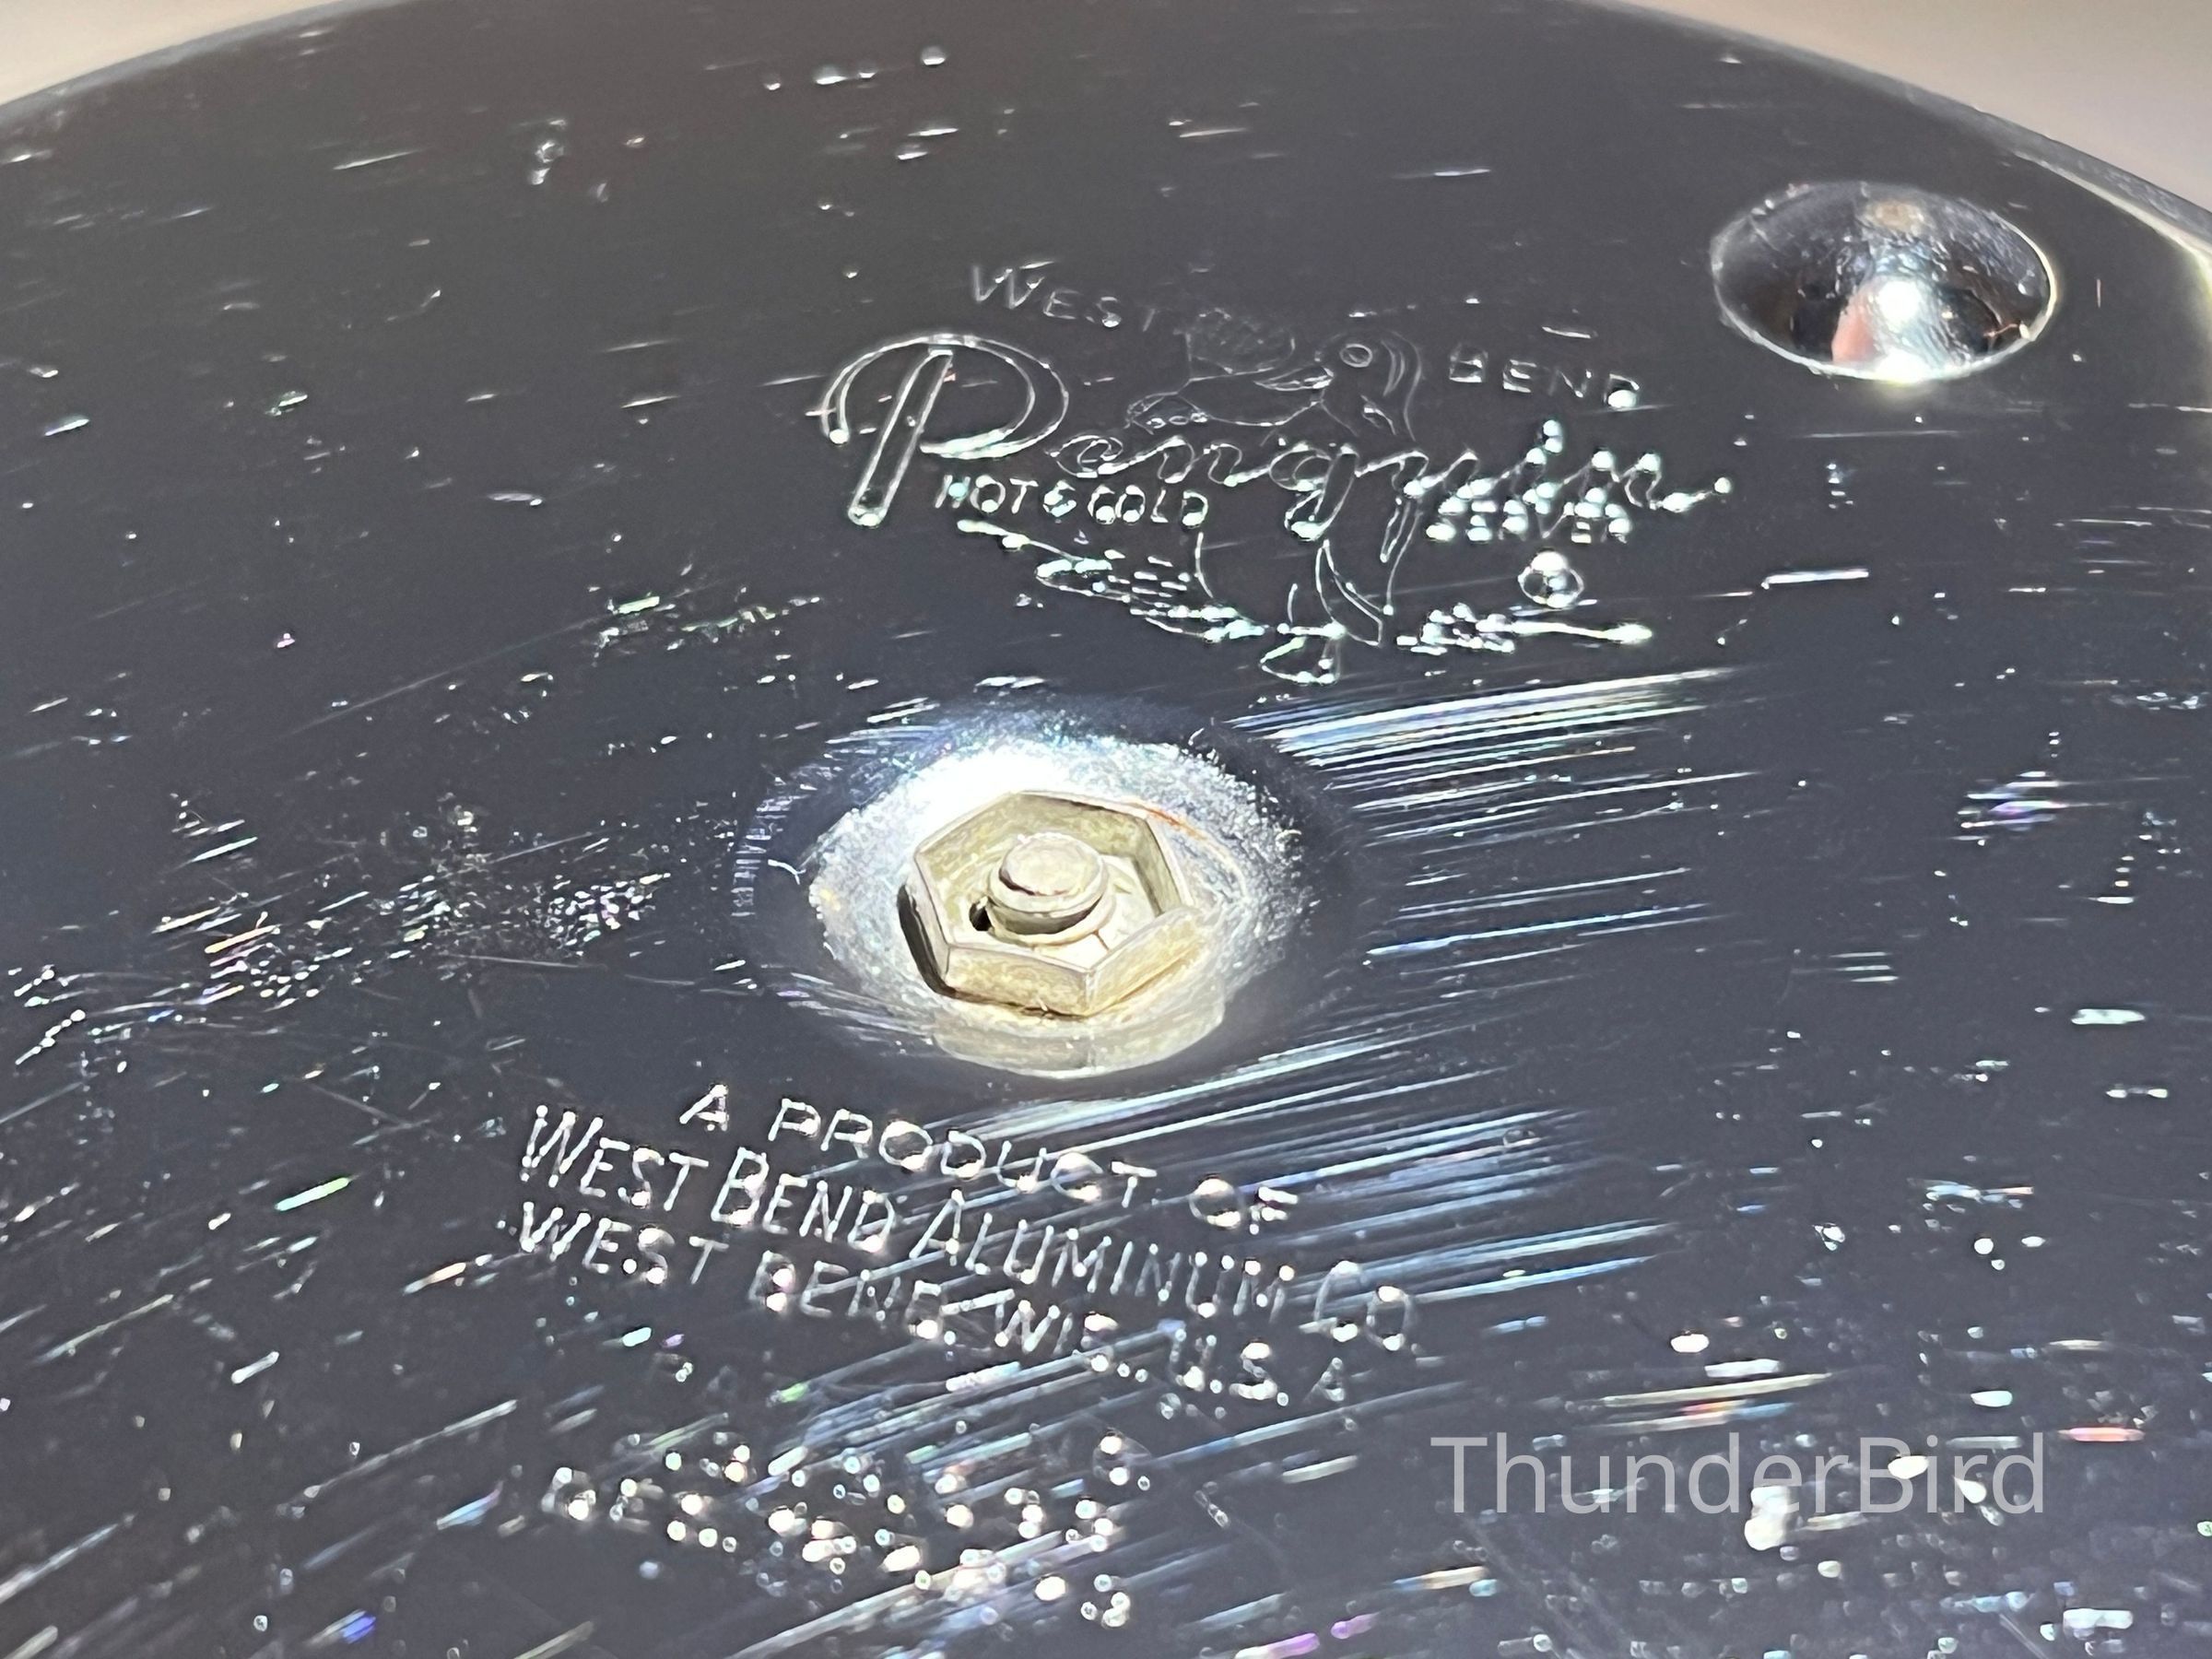 WEST BEND
Penguin
HOT & COLD SERVER
A PRODUCT OF
WEST BEND ALUMINUM CO.
WEST BEND, WIS., U.S.A
ThunderBird